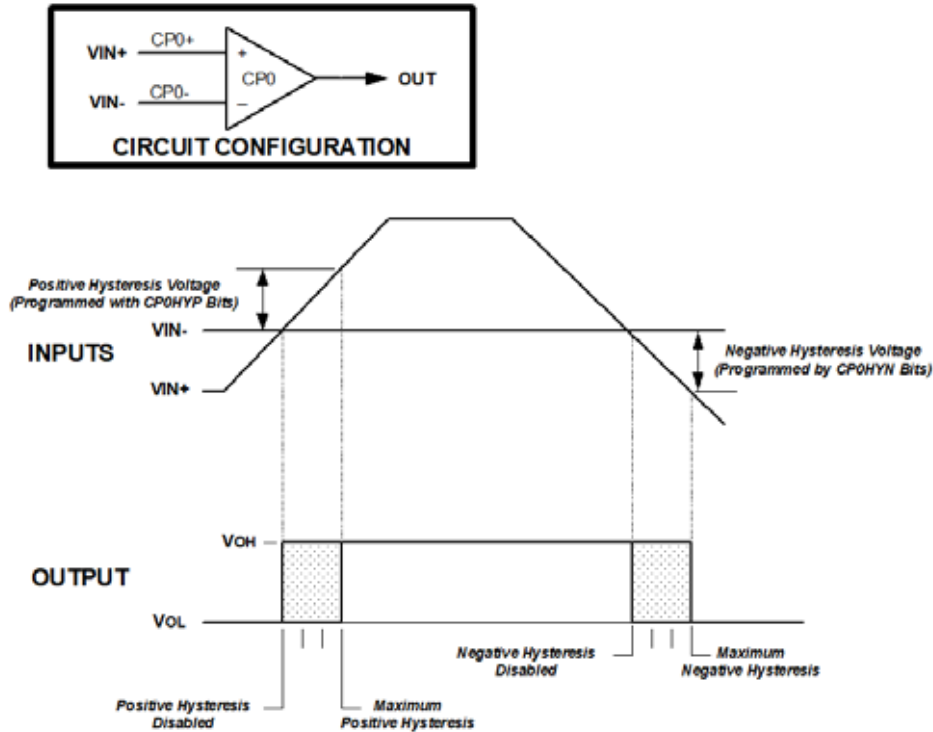 VIN+
CP0+
+
CP0
OUT
VIN-
CP0-
–
CIRCUIT CONFIGURATION
Positive Hysteresis Voltage
(Programmed with CP0HYP Bits)
VIN-
INPUTS
Negative Hysteresis Voltage
(Programmed by CP0HYN Bits)
VIN+
VOH
OUTPUT
VOL
Negative Hysteresis
Disabled
Maximum
Negative Hysteresis
Positive Hysteresis
Disabled
Maximum
Positive Hysteresis